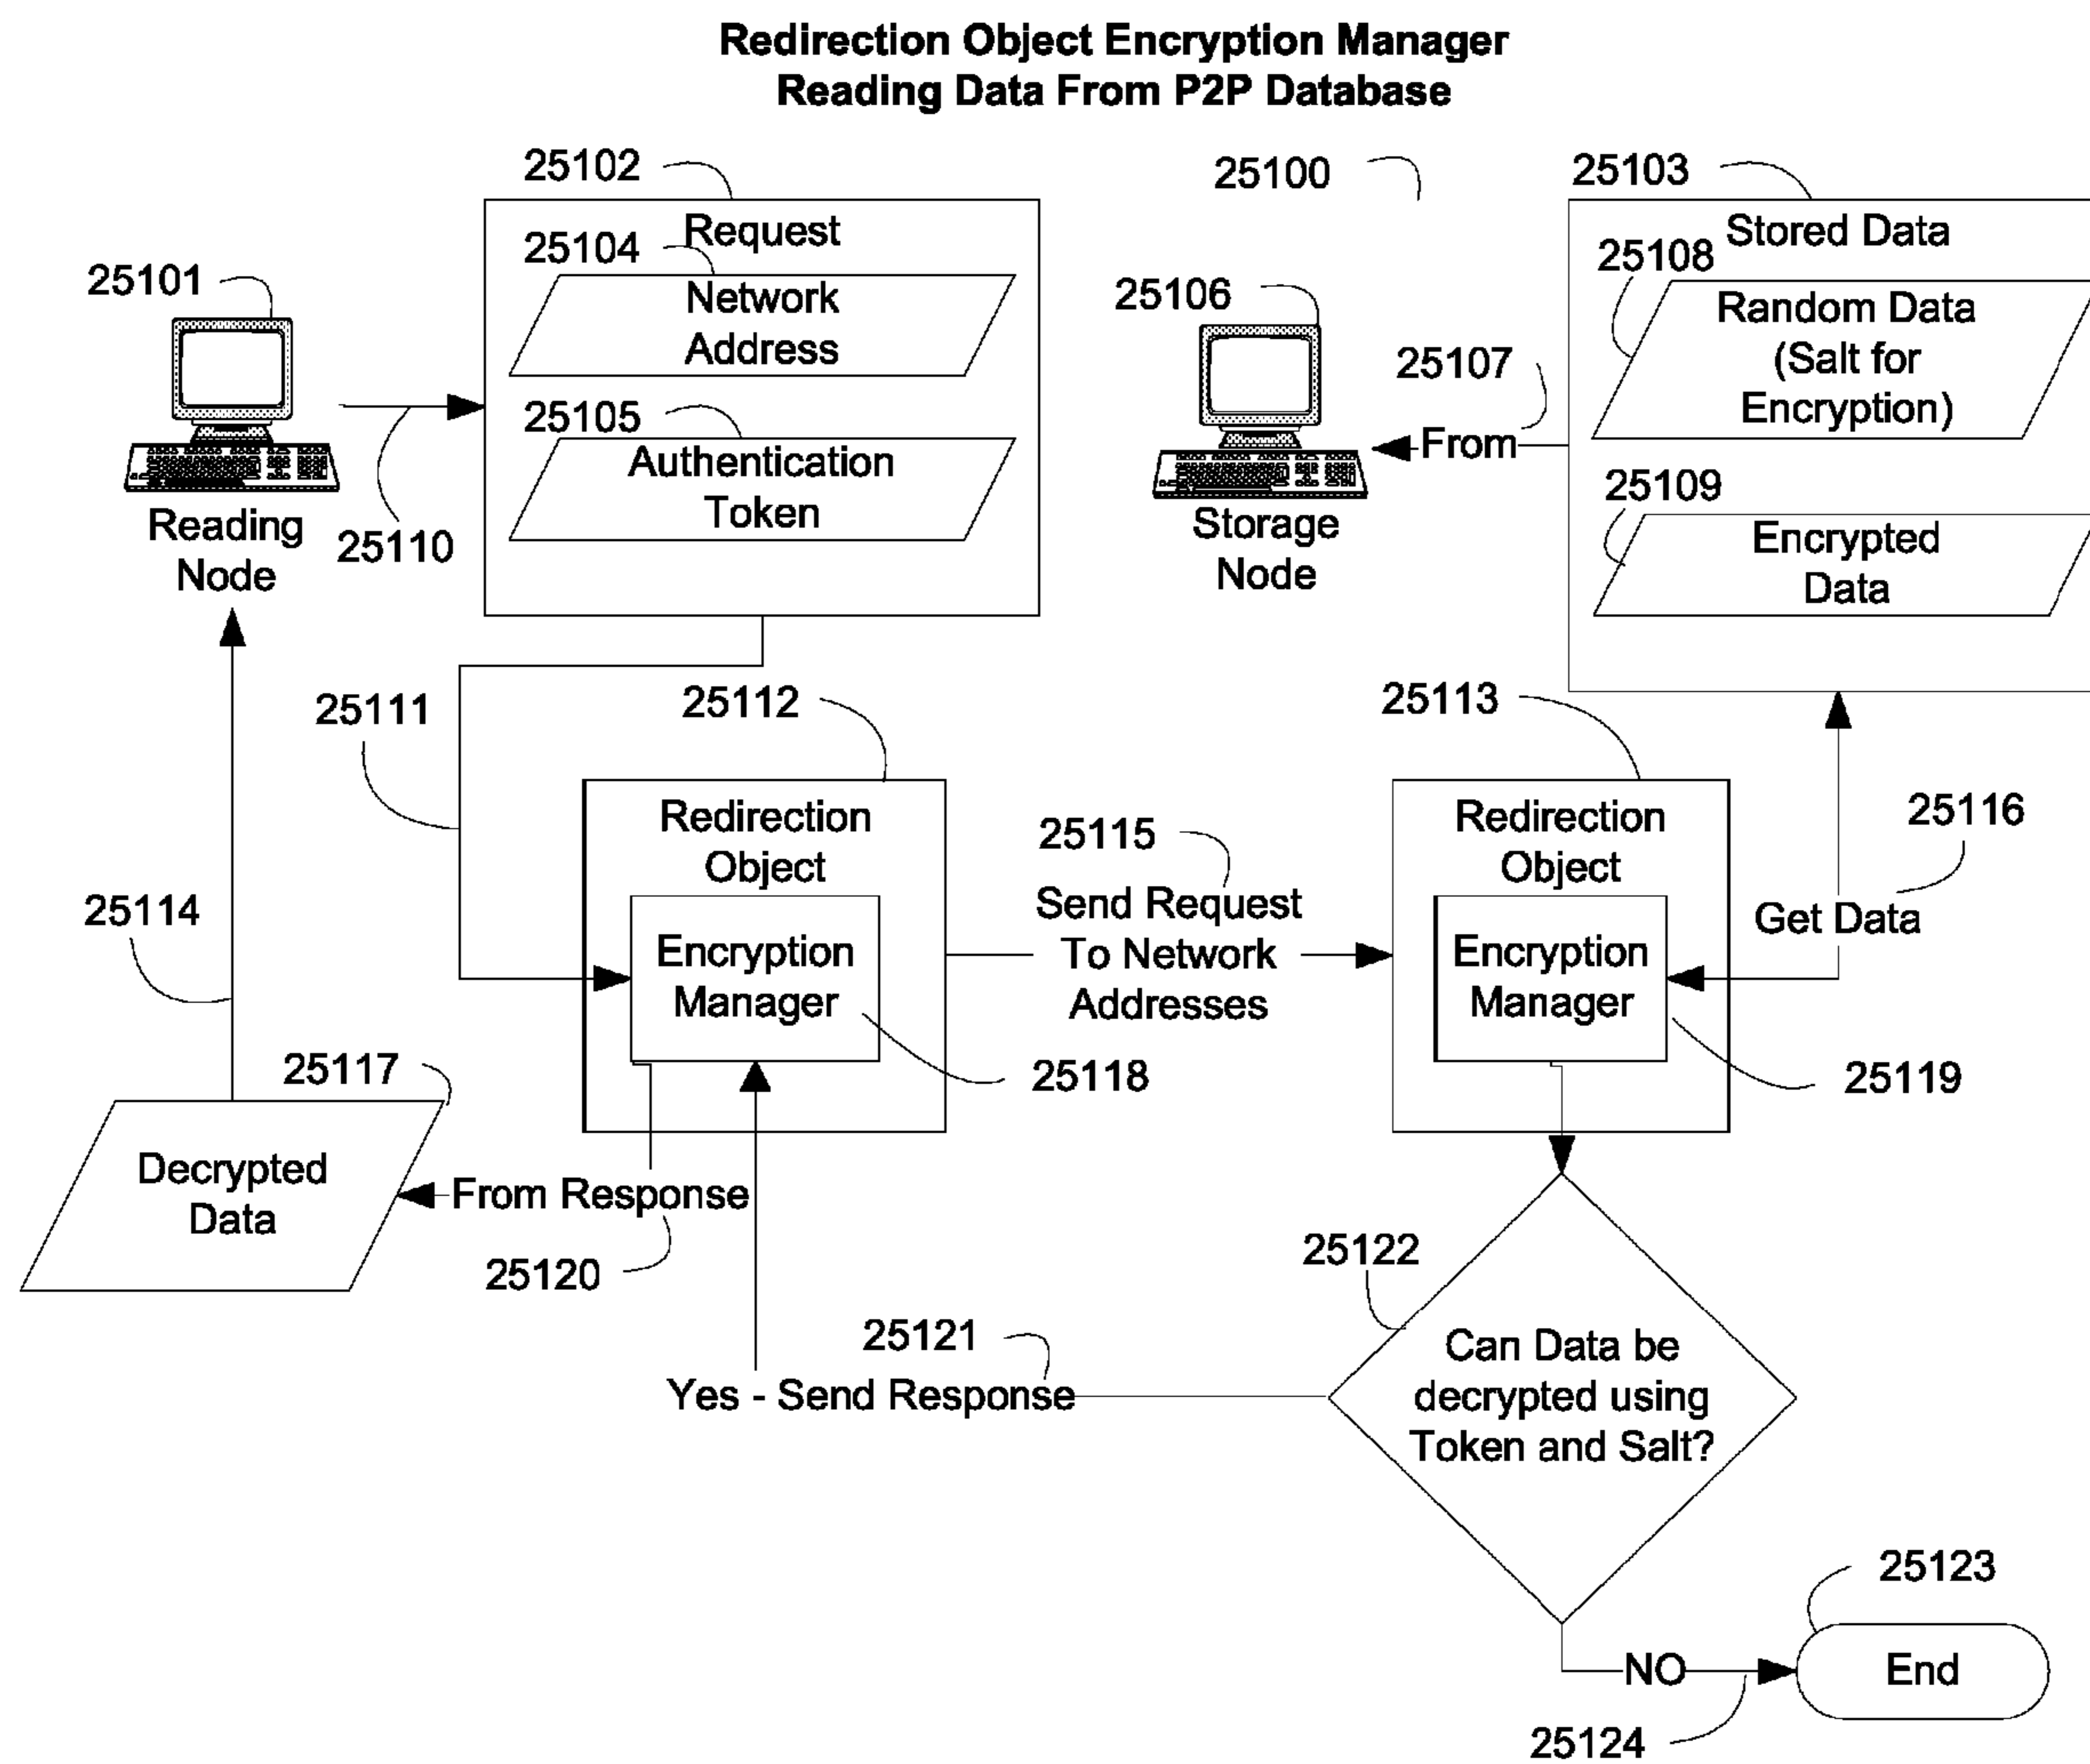 Redirection Object Encryption Manager
Reading Data From P2P Database
25102
25100
25103
Request
Stored Data
25104
25108
25101
Network
Address
25106
Random Data
(Salt for
Encryption)
25107
From
25105
Authentication
Token
25109
Encrypted
Data
Reading
Node
25110
Storage
Node
25111
25112
25113
Redirection
Object
Redirection
Object
25115
25116
Send Request
To Network
Addresses
Encryption
Manager
Encryption
Manager
Get Data
25114
25117
25118
25119
Decrypted
Data
From Response
25120
25122
25121
Yes - Send Response
Can Data be
decrypted using
Token and Salt?
25123
NO
End
25124